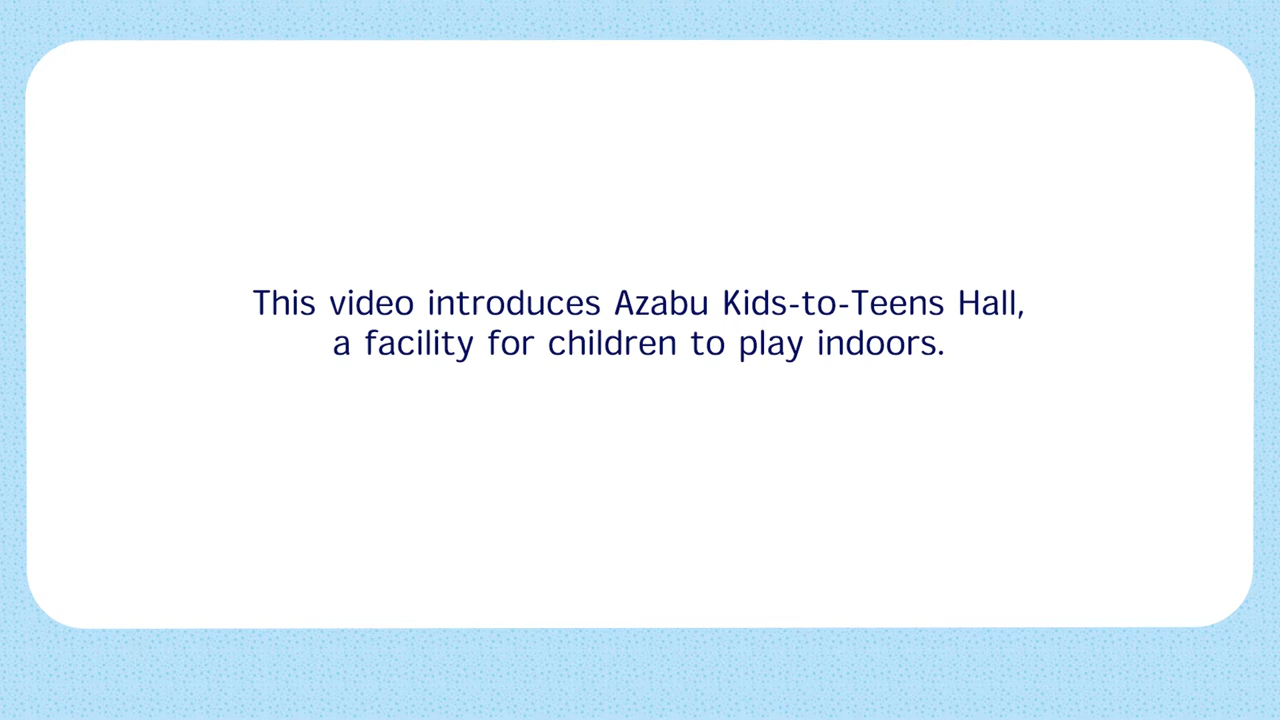 This video introduces Azabu Kids-to-Teens Hall,
a facility for children to play indoors.